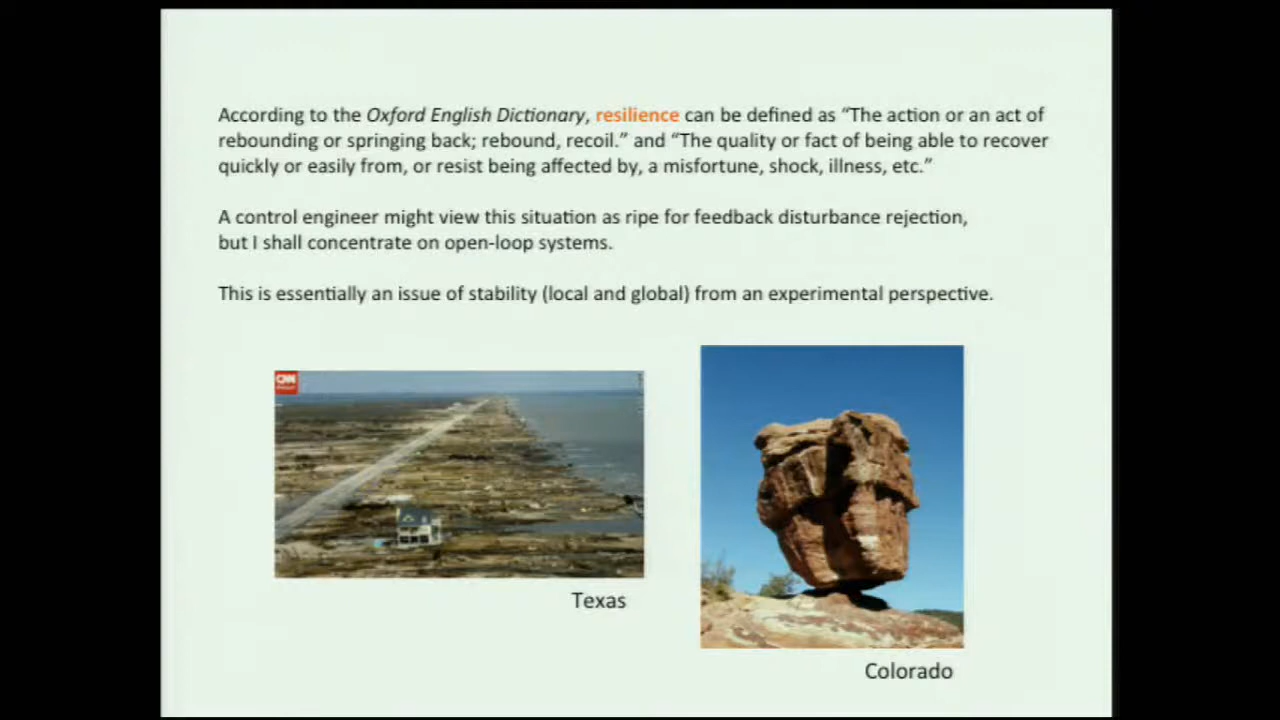 According to the Oxford English Dictionary, resilience can be defined as “The action or an act of
rebounding or springing back; rebound, recoil.” and “The quality or fact of being able to recover
quickly or easily from, or resist being affected by, a misfortune, shock, illness, etc.”
A control engineer might view this situation as ripe for feedback disturbance rejection,
but I shall concentrate on open-loop systems.
This is essentially an issue of stability (local and global) from an experimental perspective.
CNN
Texas
Colorado